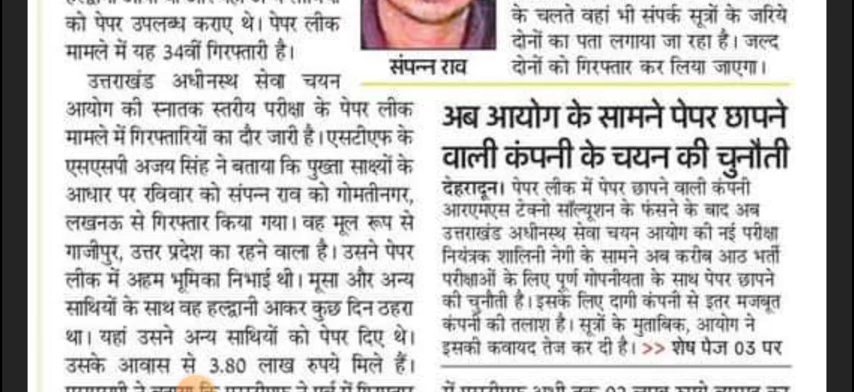 को पेपर उपलब्ध कराए थे। पेपर लीक
मामले में यह 34वीं गिरफ्तारी है।
उत्तराखंड अधीनस्थ सेवा चयन
आयोग की स्नातक स्तरीय परीक्षा के पेपर लीक
मामले में गिरफ्तारियों का दौर जारी है। एसटीएफ के
एसएसपी अजय सिंह ने बताया कि पुख्ता साक्ष्यों के
आधार पर रविवार को संपन्न राव को गोमतीनगर,
लखनऊ से गिरफ्तार किया गया। वह मूल रूप से
गाजीपुर, उत्तर प्रदेश का रहने वाला है। उसने पेपर
लीक में अहम भूमिका निभाई थी। मूसा और अन्य
साथियों के साथ वह हल्द्वानी आकर कुछ दिन ठहरा
था। यहां उसने अन्य साथियों को पेपर दिए थे।
उसके आवास से 3.80 लाख रुपये मिले हैं।
संपन्न राव
के चलते वहां भी संपर्क सूत्रों के जरिये
दोनों का पता लगाया जा रहा है। जल्द
दोनों को गिरफ्तार कर लिया जाएगा।
अब आयोग के सामने पेपर छापने
वाली कंपनी के चयन की चुनौती
देहरादून। पेपर लीक में पेपर छापने वाली कंपनी
आरएमएस टेक्नो सॉल्यूशन के फंसने के बाद अब
उत्तराखंड अधीनस्थ सेवा चयन आयोग की नई परीक्षा
नियंत्रक शालिनी नेगी के सामने अब करीब आठ भर्ती
परीक्षाओं के लिए पूर्ण गोपनीयता के साथ पेपर छापने
की चुनौती है। इसके लिए दागी कंपनी से इतर मजबूत
कंपनी की तलाश है। सूत्रों के मुताबिक, आयोग ने
इसकी कवायद तेज कर दी है। >> शेष पेज 03 पर